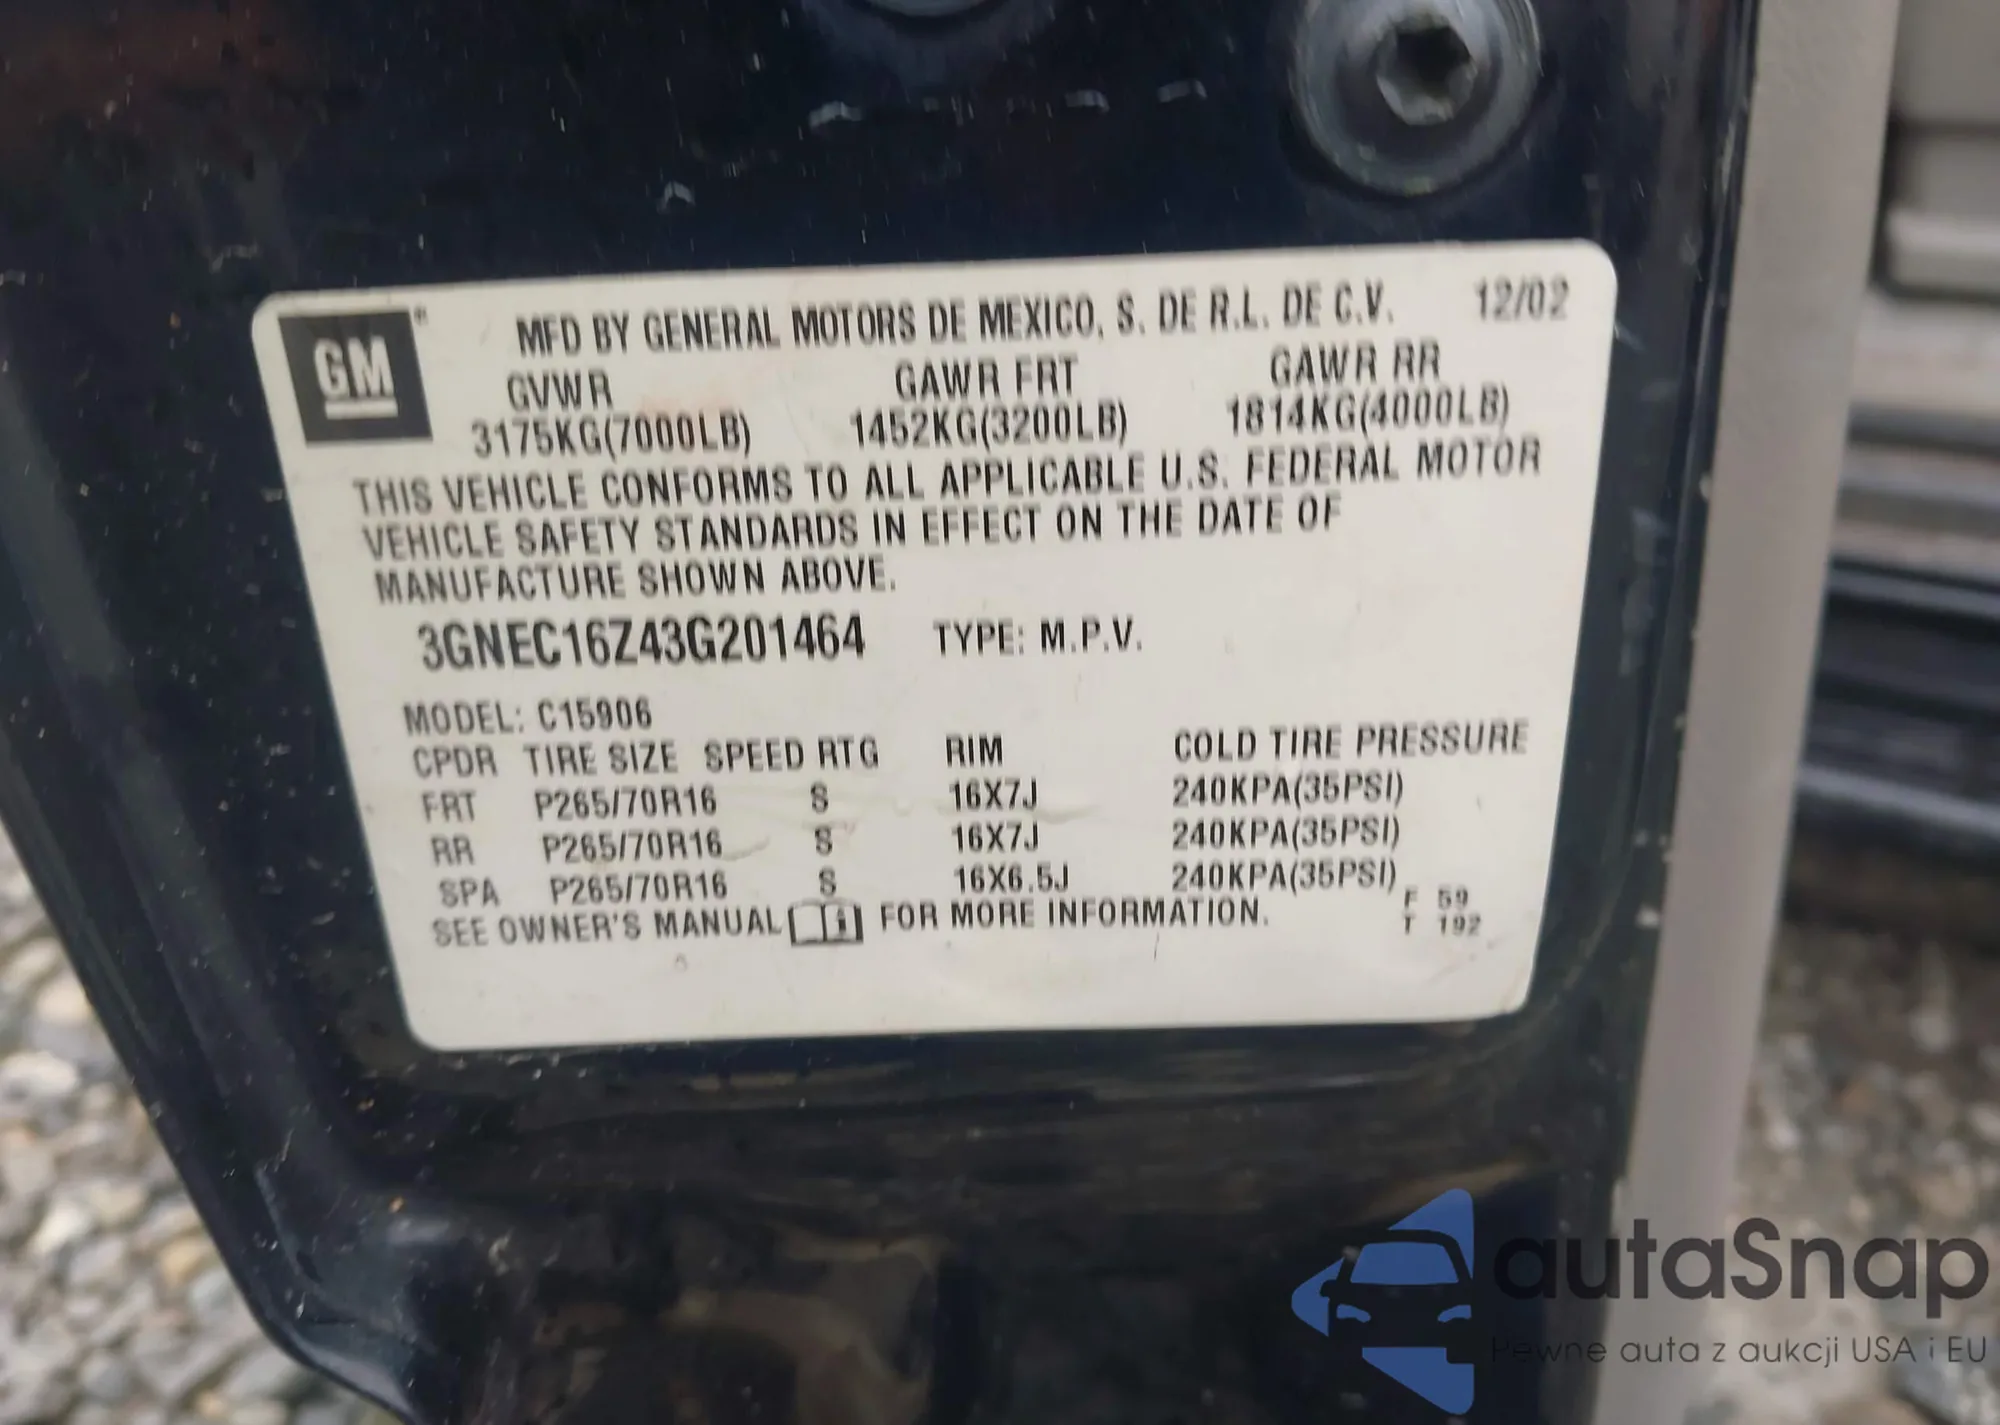 GM®
MFD BY GENERAL MOTORS DE MEXICO, S. DE R.L. DE C.V. 12/02
GVWR GAWR FRT GAWR RR
3175KG(7000LB) 1452KG(3200LB) 1814KG(4000LB)
THIS VEHICLE CONFORMS TO ALL APPLICABLE U.S. FEDERAL MOTOR
VEHICLE SAFETY STANDARDS IN EFFECT ON THE DATE OF
MANUFACTURE SHOWN ABOVE.
3GNEC16Z43G201464 TYPE: M.P.V.
MODEL: C15906
CPDR TIRE SIZE SPEED RTG RIM COLD TIRE PRESSURE
FRT P265/70R16 S 16X7J 240KPA(35PSI)
RR P265/70R16 S 16X7J 240KPA(35PSI)
SPA P265/70R16 S 16X6.5J 240KPA(35PSI)
F 59
SEE OWNER'S MANUAL FOR MORE INFORMATION. T 192
autaSnap
Pewne auta z aukcji USA i EU